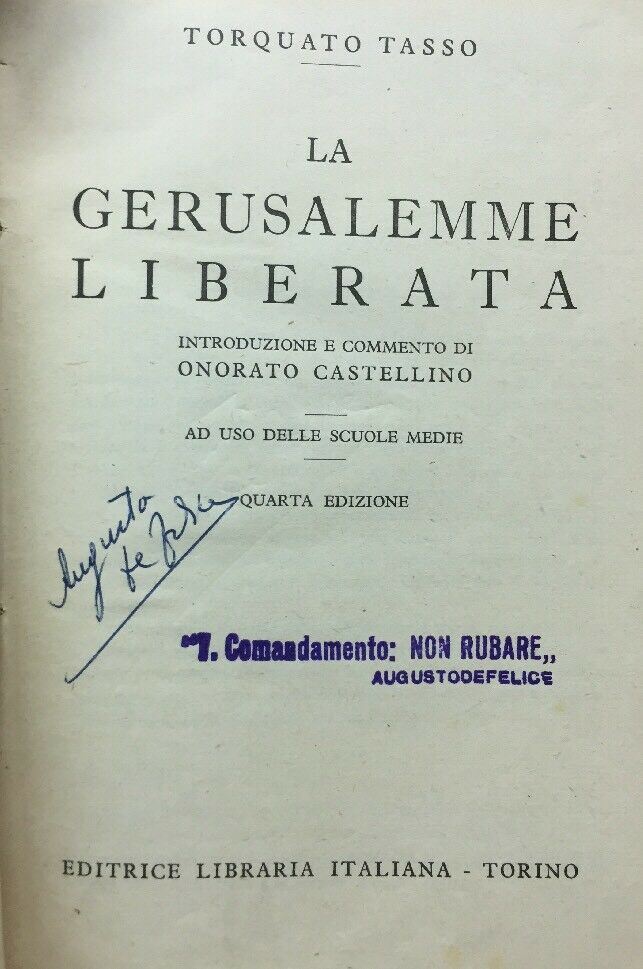 TORQUATO TASSO
LA
GERUSALEMME
LIBERATA
INTRODUZIONE E COMMENTO DI
ONORATO CASTELLINO
AD USO DELLE SCUOLE MEDIE
QUARTA EDIZIONE
Augusto
de
"7. Comandamento: NON RUBARE,,
AUGUSTODEFELICE
EDITRICE LIBRARIA ITALIANA - TORINO